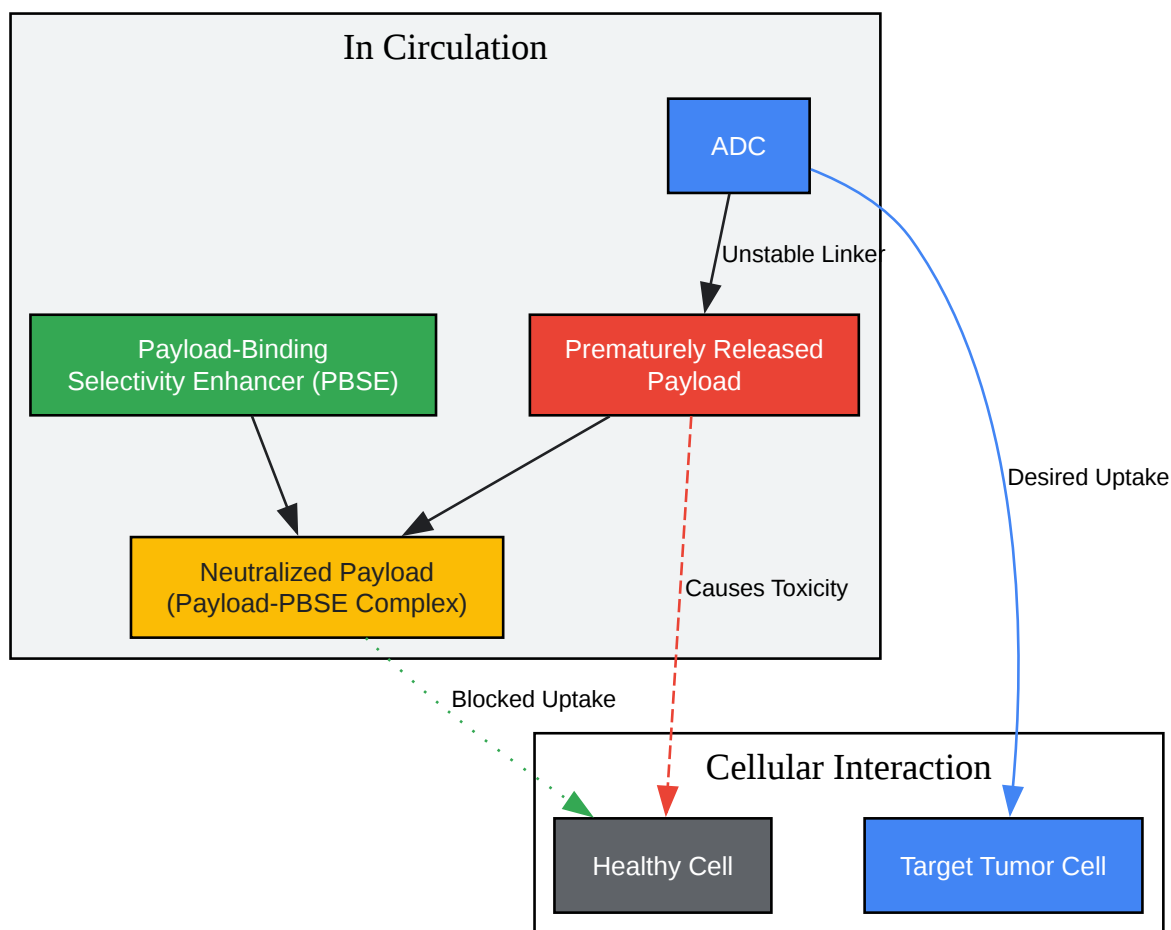 In Circulation
ADC
Unstable Linker
Payload-Binding
Selectivity Enhancer (PBSE)
Prematurely Released
Payload
Desired Uptake
Neutralized Payload
(Payload-PBSE Complex)
Causes Toxicity
Blocked Uptake
Cellular Interaction
Healthy Cell
Target Tumor Cell